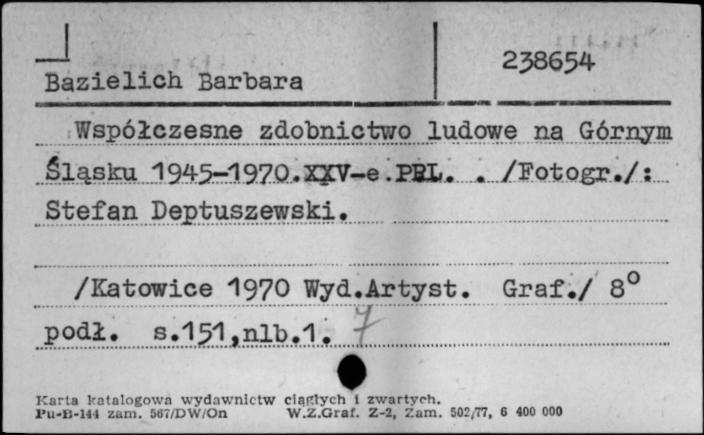 238654
Bazielich Barbara
Współczesne zdobnictwo ludowe na Górnym
Śląsku 1945-1970.XXV-e.PRL. . /Fotogr./:
Stefan Deptuszewski.
/Katowice 1970 Wyd.Artyst. Graf./ 8°
podł. s.151,nlb.1. 7
Karta katalogowa wydawnictw ciągłych i zwartych.
Pu-B-144 zam. 567/DW/On W.Z.Graf. Z-2, Zam. 502/77, 6 400 000